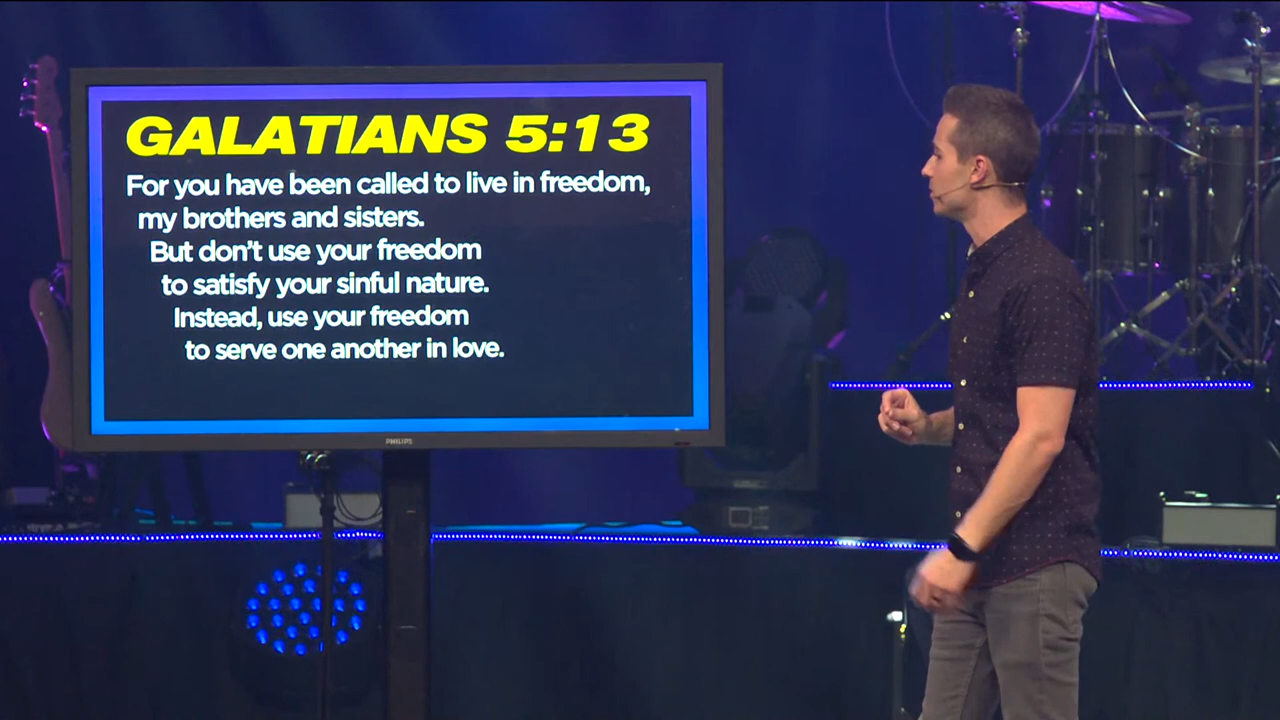 GALATIANS 5:13
For you have been called to live in freedom,
my brothers and sisters.
But don't use your freedom
to satisfy your sinful nature.
Instead, use your freedom
to serve one another in love.
PHILIPS